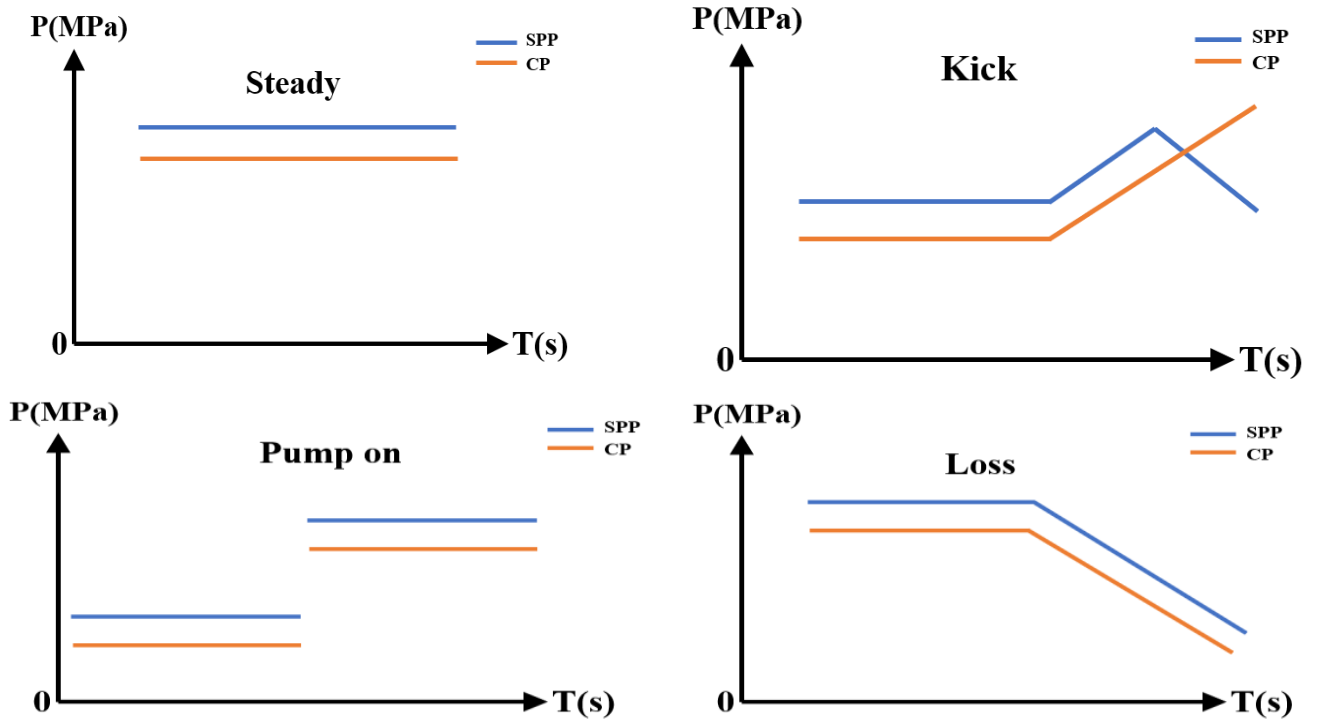 P(MPa)
SPP
CP
Steady
0
T(s)
P(MPa)
SPP
CP
Kick
0
T(s)
P(MPa)
SPP
CP
Pump on
0
T(s)
P(MPa)
SPP
CP
Loss
0
T(s)